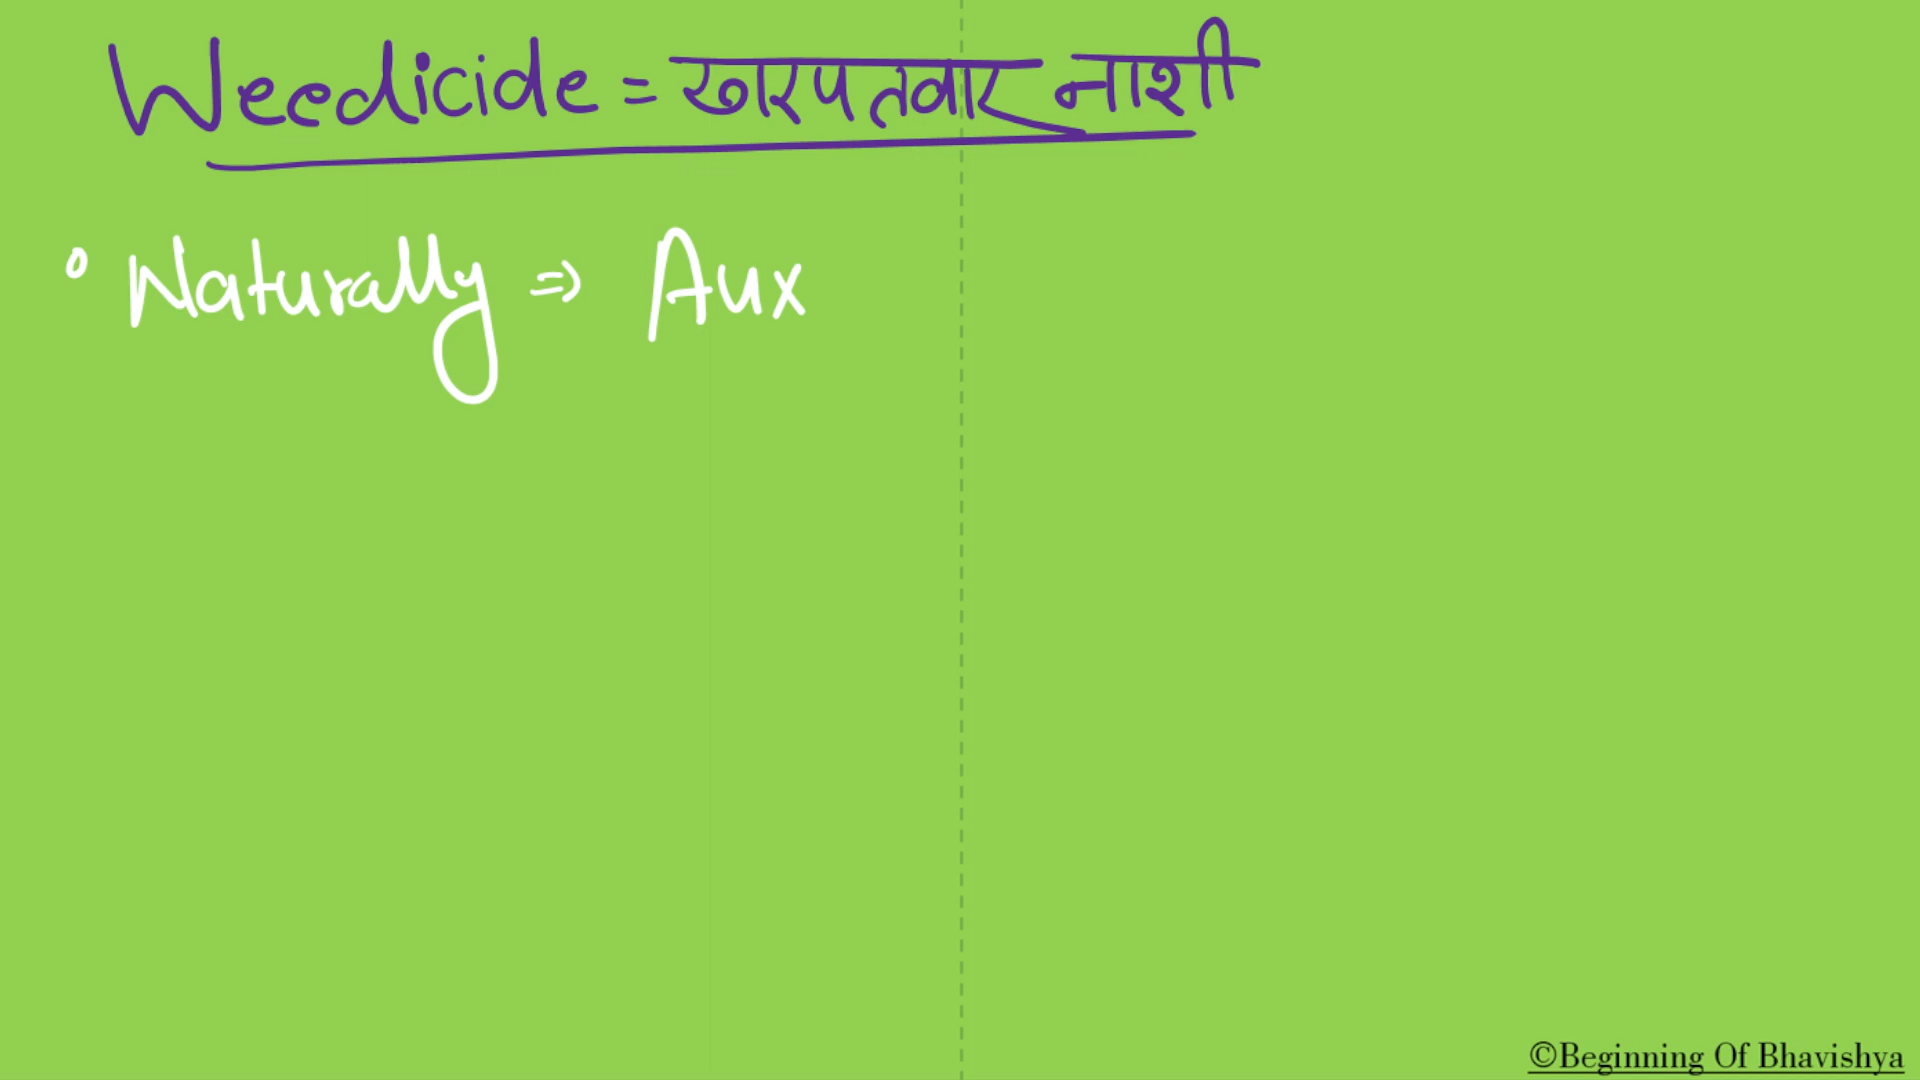 Weedicide = खरपतवार नाशी
° Naturally => Aux
©Beginning Of Bhavishya